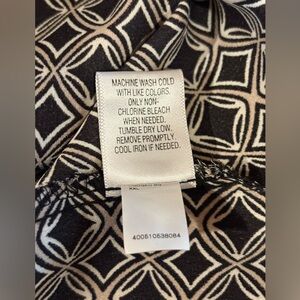 MACHINE WASH COLD
WITH LIKE COLORS.
ONLY NON-
CHLORINE BLEACH
WHEN NEEDED.
TUMBLE DRY LOW.
REMOVE PROMPTLY.
COOL IRON IF NEEDED.
400510538084